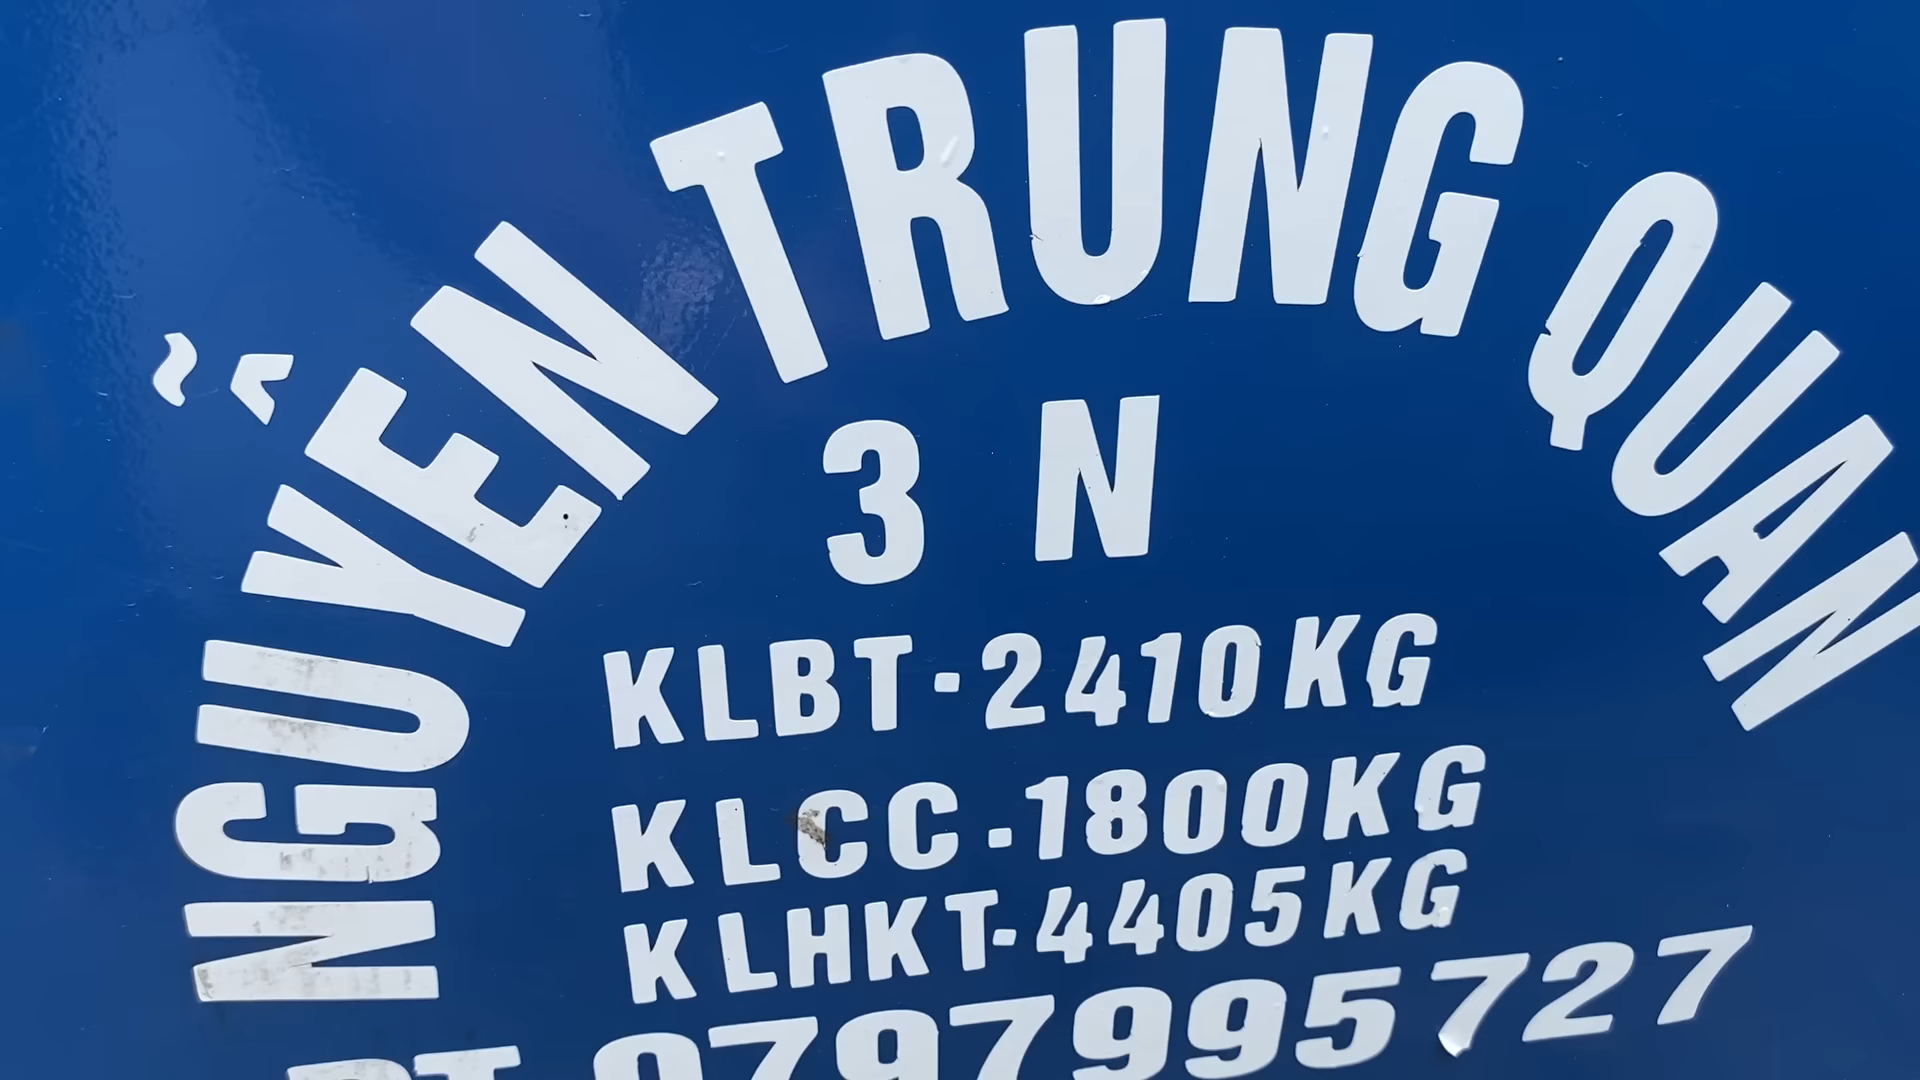 NGUYỄN TRUNG QUAN
3 N
KLBT-2410KG
KLCC-1800KG
KLHKT-4405KG
0797995727